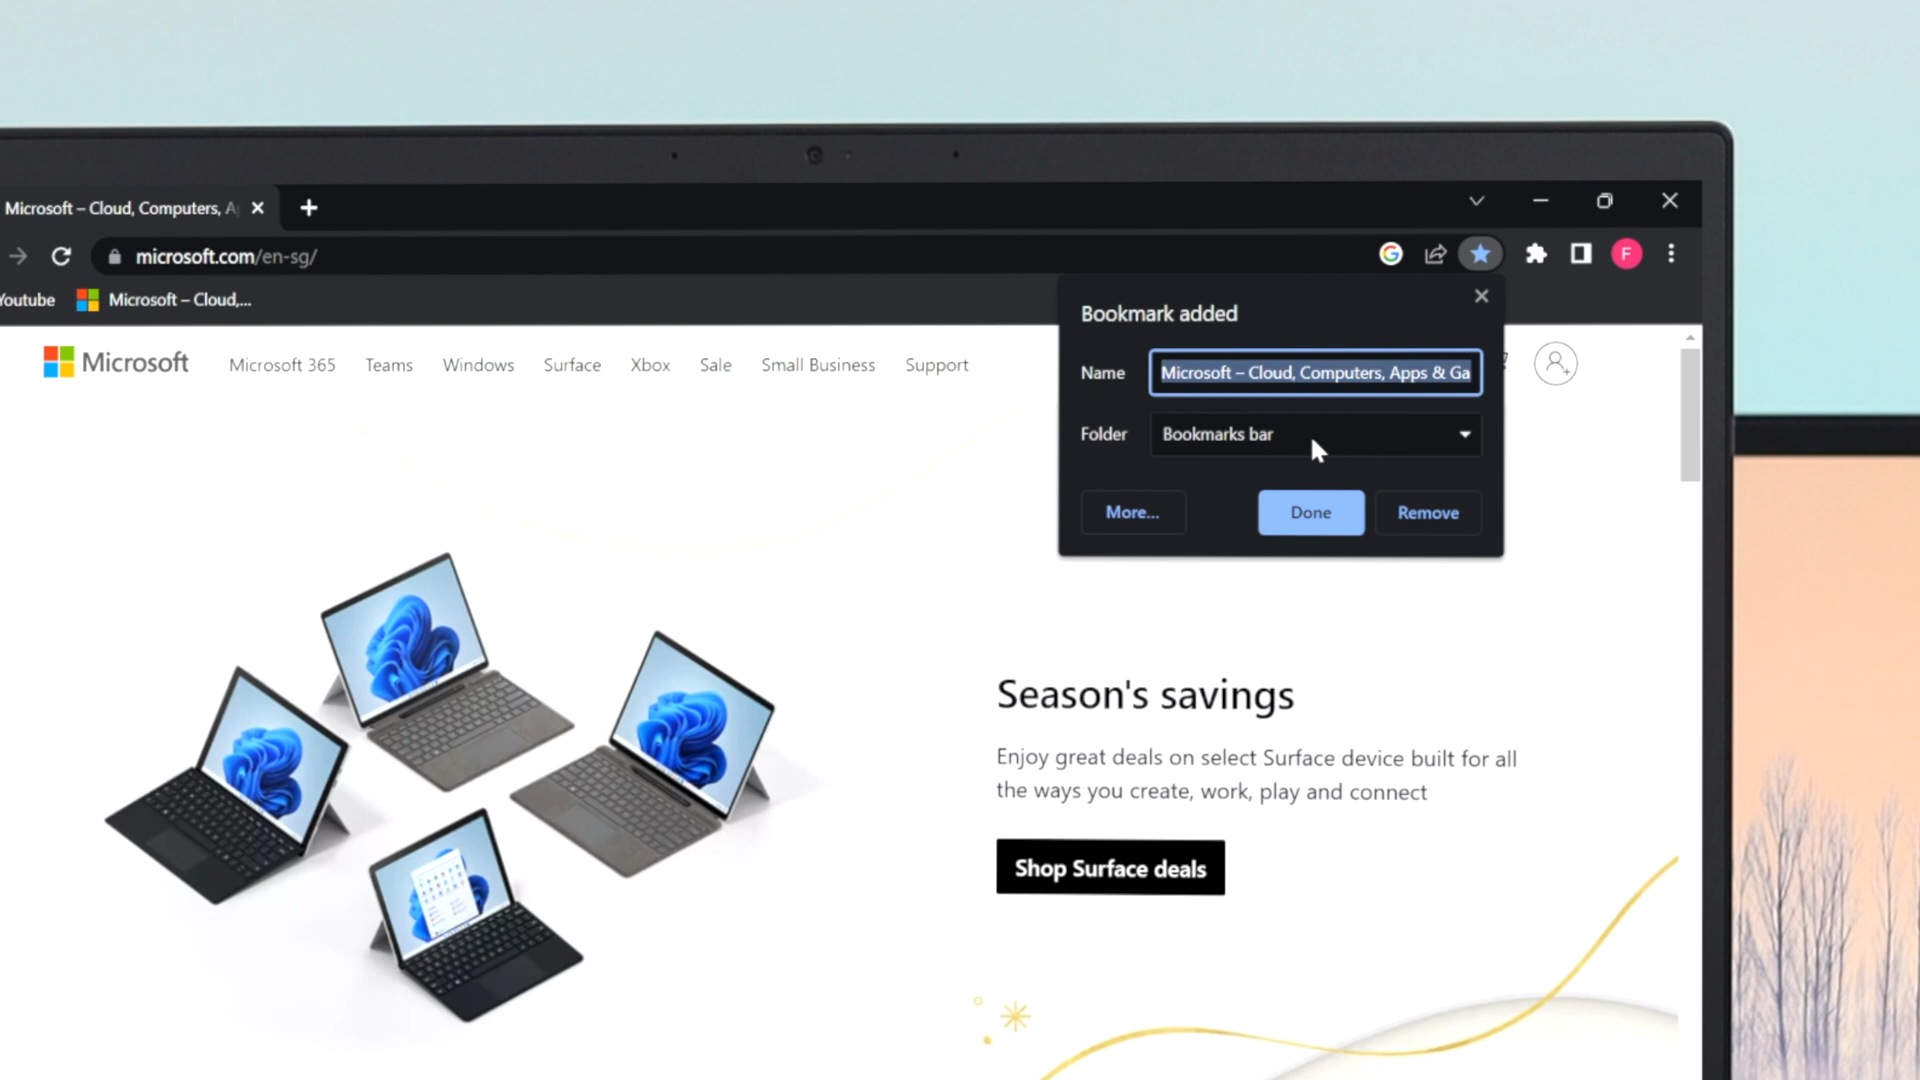 Microsoft – Cloud, Computers, A
microsoft.com/en-sg/
F
Youtube
Microsoft – Cloud,...
Bookmark added
Name
Microsoft – Cloud, Computers, Apps & Ga
Folder
Bookmarks bar
More...
Done
Remove
Microsoft
Microsoft 365
Teams
Windows
Surface
Xbox
Sale
Small Business
Support
Season's savings
Enjoy great deals on select Surface device built for all
the ways you create, work, play and connect
Shop Surface deals